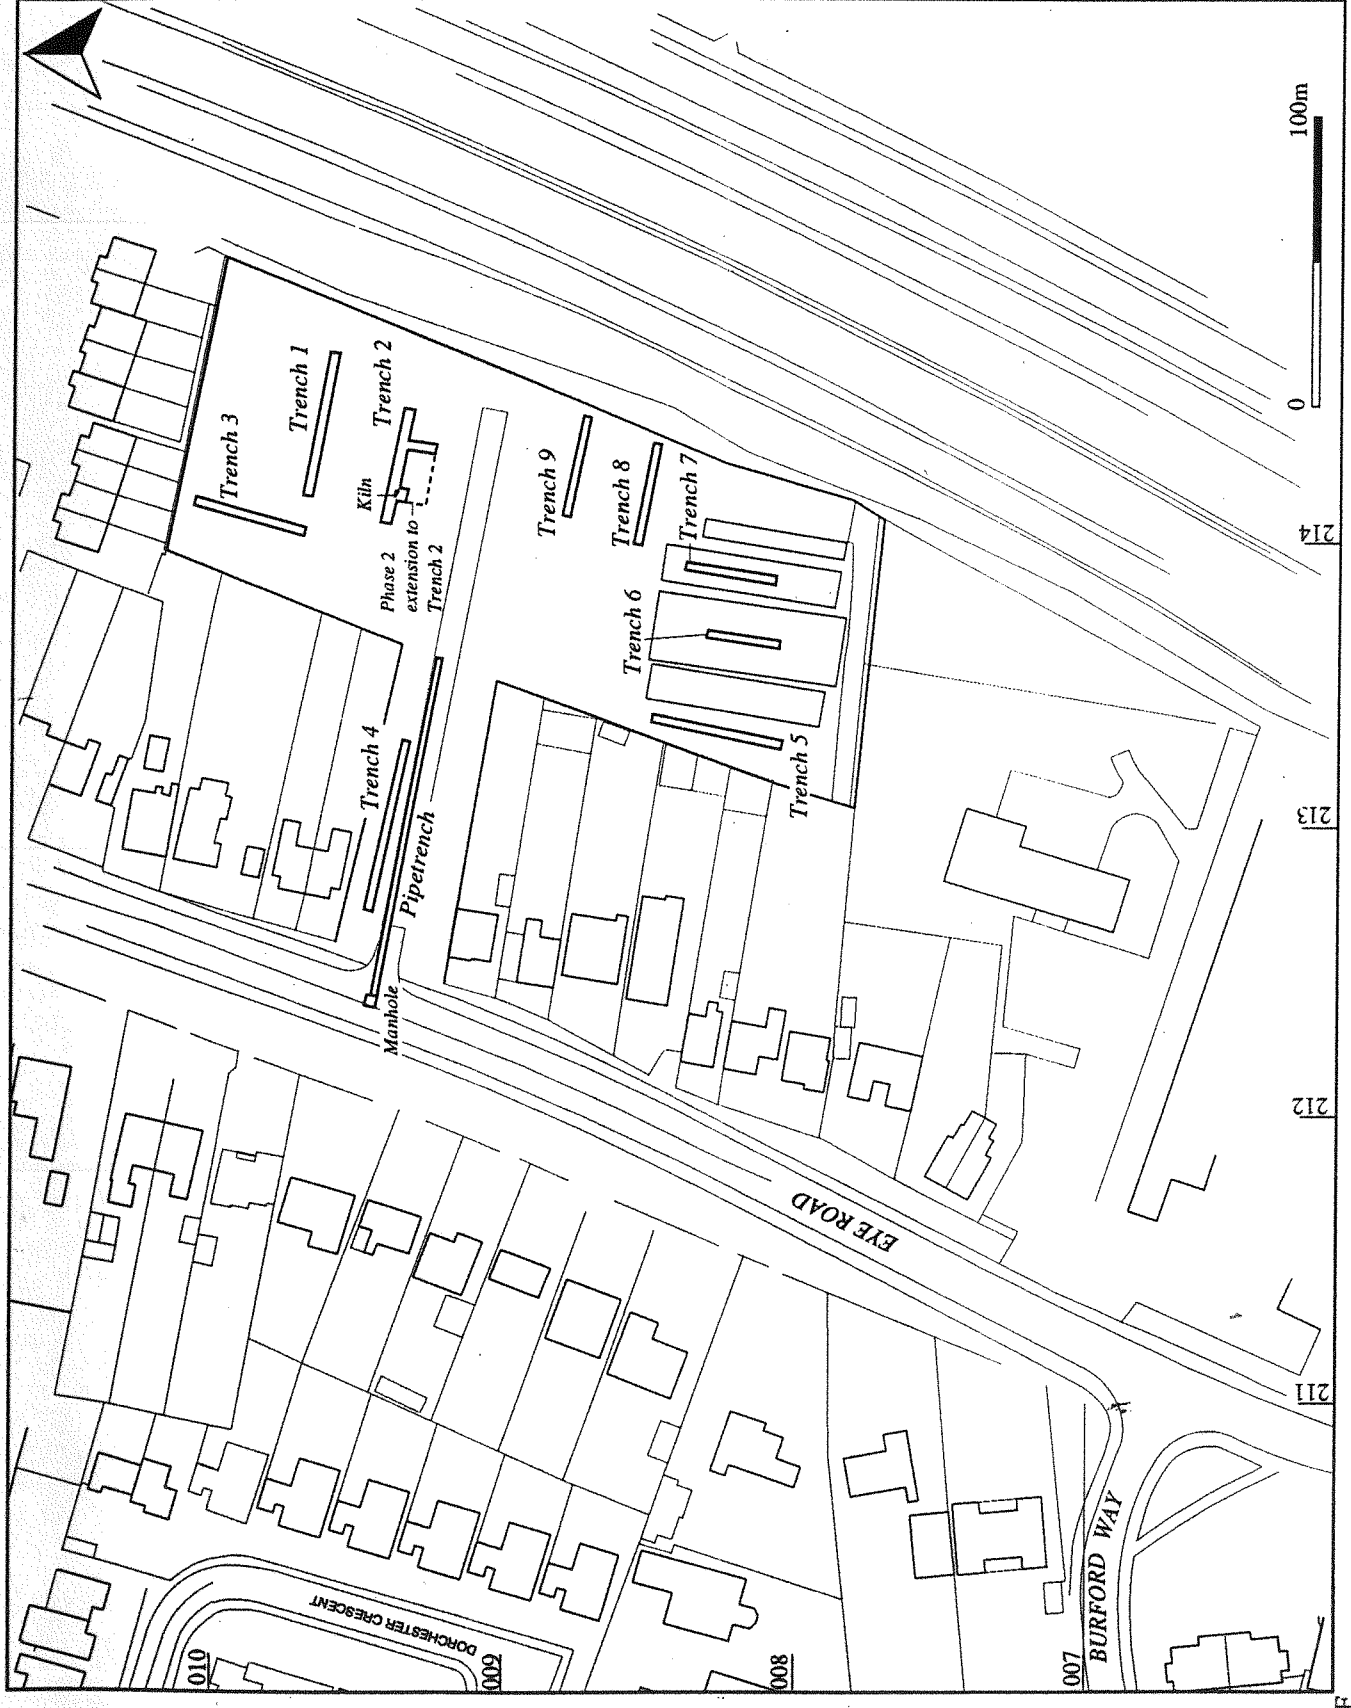 100m
0
Trench 1
Trench 2
Trench 3
Kiln
Phase 2
extension to
Trench 2
Trench 9
Trench 8
Trench 7
Trench 6
Trench 5
Trench 4
Pipetrench
Manhole
EYE ROAD
BURFORD WAY
DORCHESTER CRESCENT
010
009
008
007
211
212
213
214